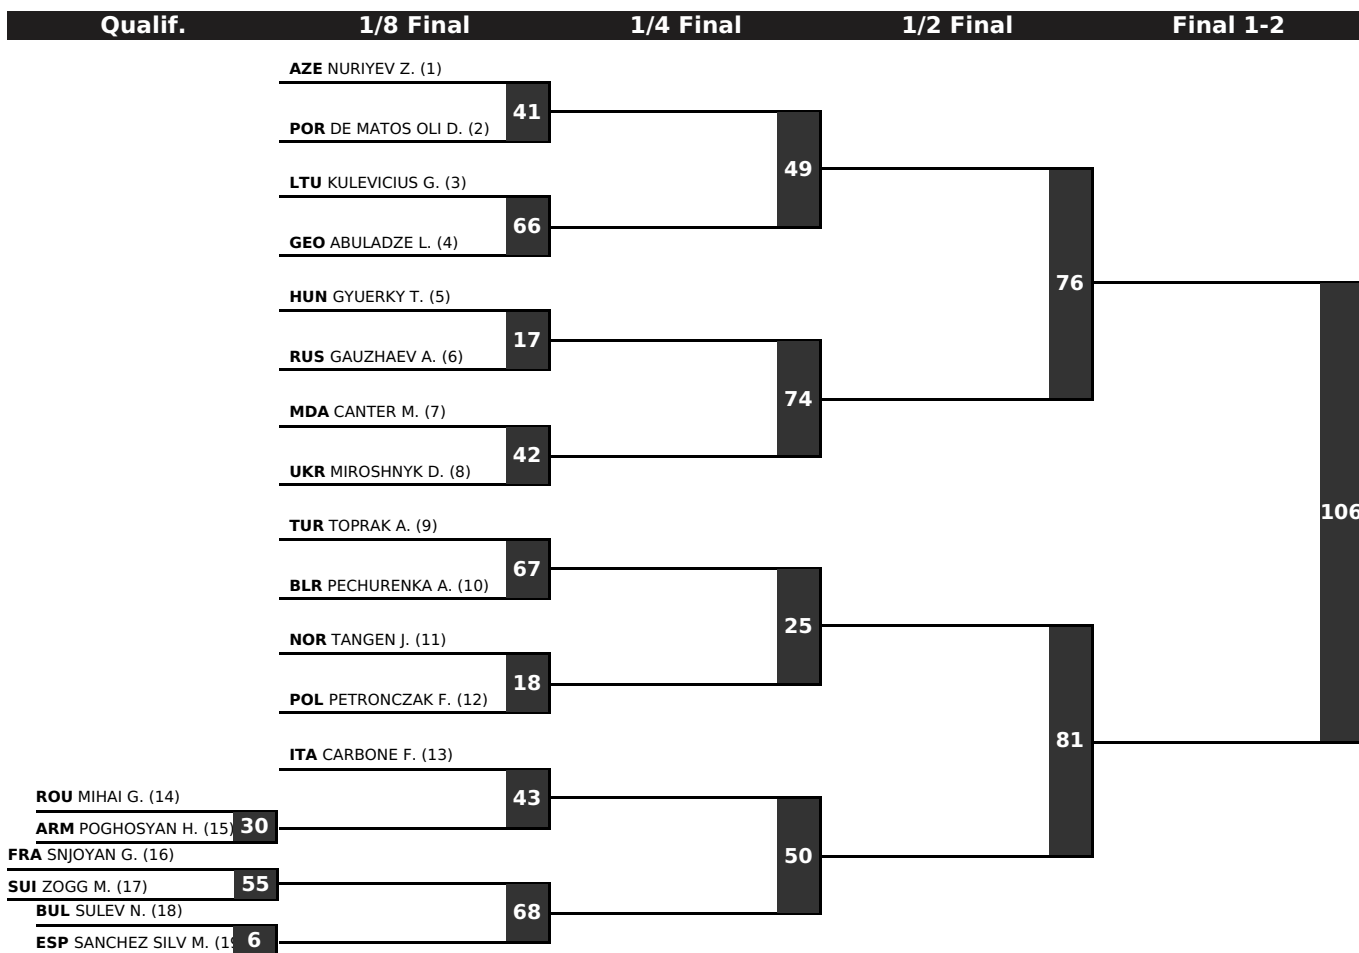 Qualif. 1/8 Final 1/4 Final 1/2 Final Final 1-2
AZE NURIYEV Z. (1)
41
POR DE MATOS OLI D. (2)
49
LTU KULEVICIUS G. (3)
66
GEO ABULADZE L. (4)
76
HUN GYUERKY T. (5)
17
RUS GAUZHAEV A. (6)
74
MDA CANTER M. (7)
42
UKR MIROSHNYK D. (8)
106
TUR TOPRAK A. (9)
67
BLR PECHURENKA A. (10)
25
NOR TANGEN J. (11)
18
POL PETRONCZAK F. (12)
81
ITA CARBONE F. (13)
ROU MIHAI G. (14)
43
ARM POGHOSYAN H. (15) 30
FRA SNJOYAN G. (16)
50
SUI ZOGG M. (17) 55
BUL SULEV N. (18)
68
ESP SANCHEZ SILV M. (19 6